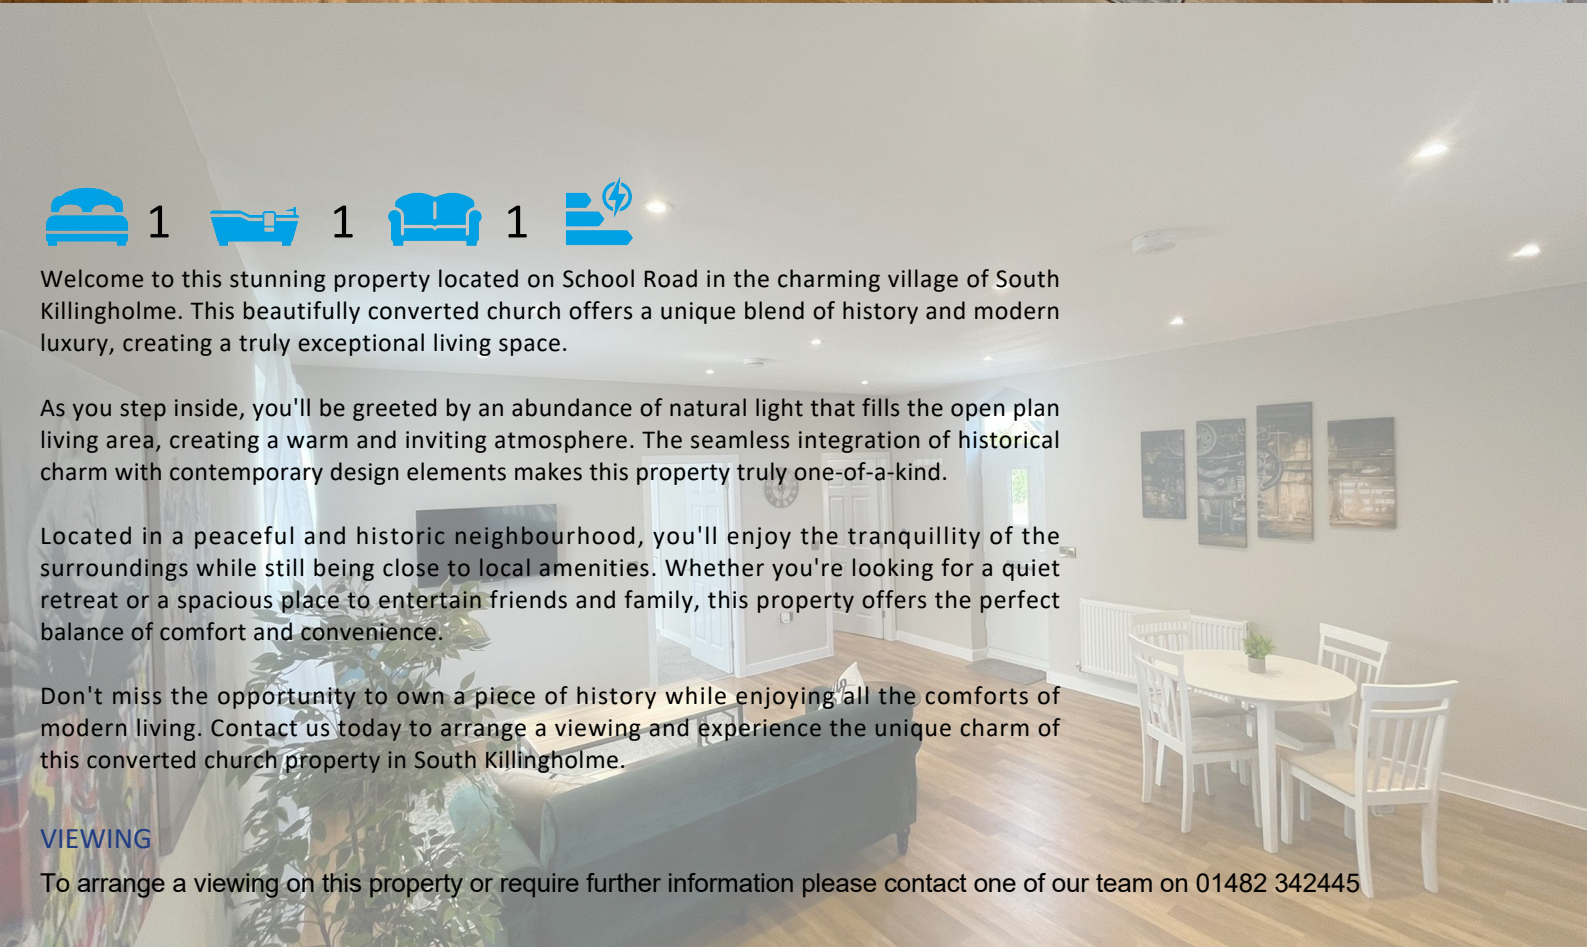 1 1 1
Welcome to this stunning property located on School Road in the charming village of South
Killingholme. This beautifully converted church offers a unique blend of history and modern
luxury, creating a truly exceptional living space.
As you step inside, you'll be greeted by an abundance of natural light that fills the open plan
living area, creating a warm and inviting atmosphere. The seamless integration of historical
charm with contemporary design elements makes this property truly one-of-a-kind.
Located in a peaceful and historic neighbourhood, you'll enjoy the tranquillity of the
surroundings while still being close to local amenities. Whether you're looking for a quiet
retreat or a spacious place to entertain friends and family, this property offers the perfect
balance of comfort and convenience.
Don't miss the opportunity to own a piece of history while enjoying all the comforts of
modern living. Contact us today to arrange a viewing and experience the unique charm of
this converted church property in South Killingholme.
VIEWING
To arrange a viewing on this property or require further information please contact one of our team on 01482 342445